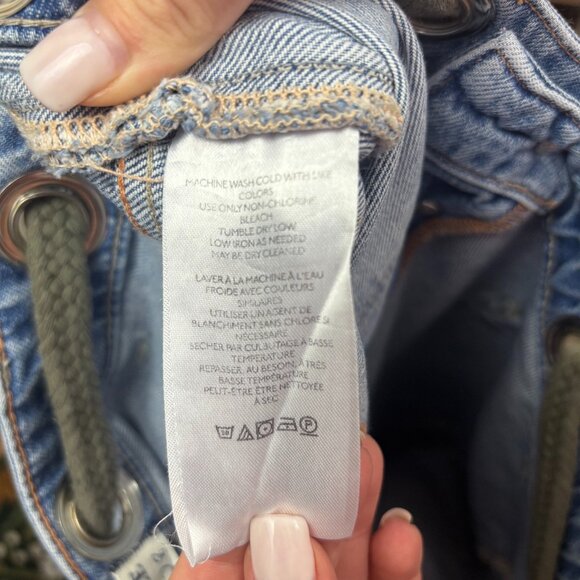 MACHINE WASH COLD WITH LIKE
COLORS
USE ONLY NON-CHLORINE
BLEACH
TUMBLE DRY LOW
LOW IRON AS NEEDED
MAY BE DRY CLEANED
LAVER À LA MACHINE À L'EAU
FROIDE AVEC COULEURS
SIMILAIRES
UTILISER UN AGENT DE
BLANCHIMENT SANS CHLORE SI
NÉCESSAIRE
SÉCHER PAR CULBUTAGE À BASSE
TEMPÉRATURE
REPASSER, AU BESOIN, À TRÈS
BASSE TEMPÉRATURE
PEUT-ÊTRE ÊTRE NETTOYÉE
À SEC
30 P